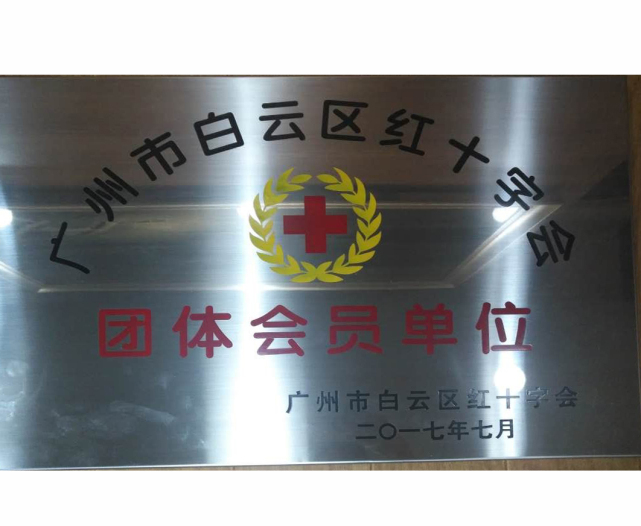 广州市白云区红十字会
团体会员单位
广州市白云区红十字会
二〇一七年七月